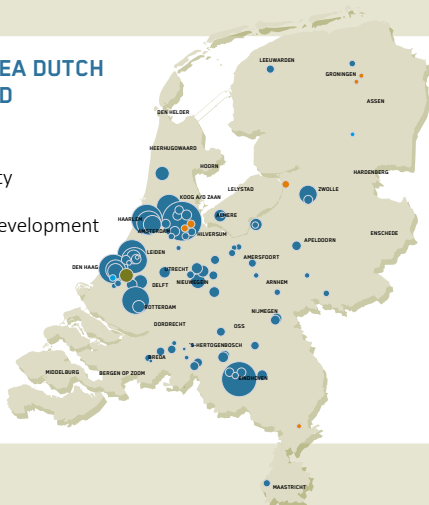 EA DUTCH
D
ty
evelopment
LEEUWARDEN
GRONINGEN
ASSEN
DEN HELDER
HEERHUGOWAARD
HOORN
HARDENBERG
LELYSTAD
ZWOLLE
KOOG A/D ZAAN
HAARLEM
ALMERE
AMSTERDAM
HILVERSUM
ENSCHEDE
APELDOORN
LEIDEN
AMERSFOORT
DEN HAAG
UTRECHT
DELFT
NIEUWEGEIN
ARNHEM
ROTTERDAM
NIJMEGEN
DORDRECHT
OSS
'S-HERTOGENBOSCH
BREDA
MIDDELBURG
BERGEN OP ZOOM
EINDHOVEN
MAASTRICHT